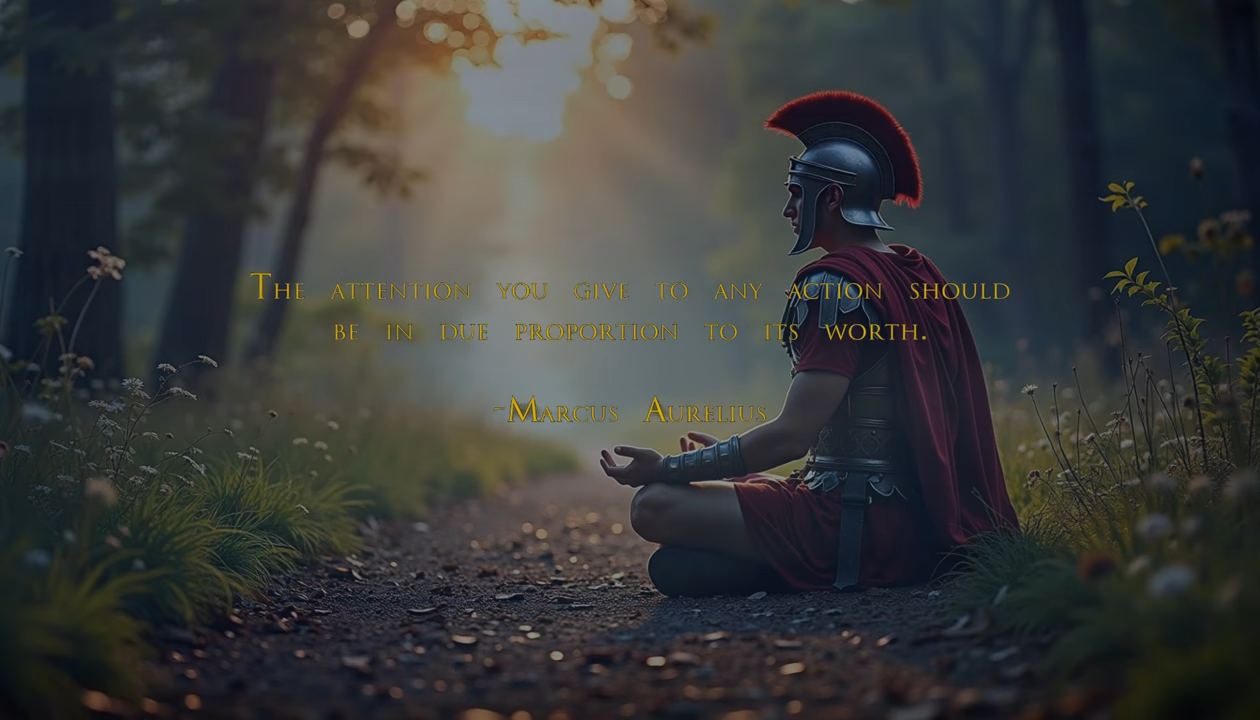 The attention you give to any action should
be in due proportion to its worth.
~Marcus Aurelius